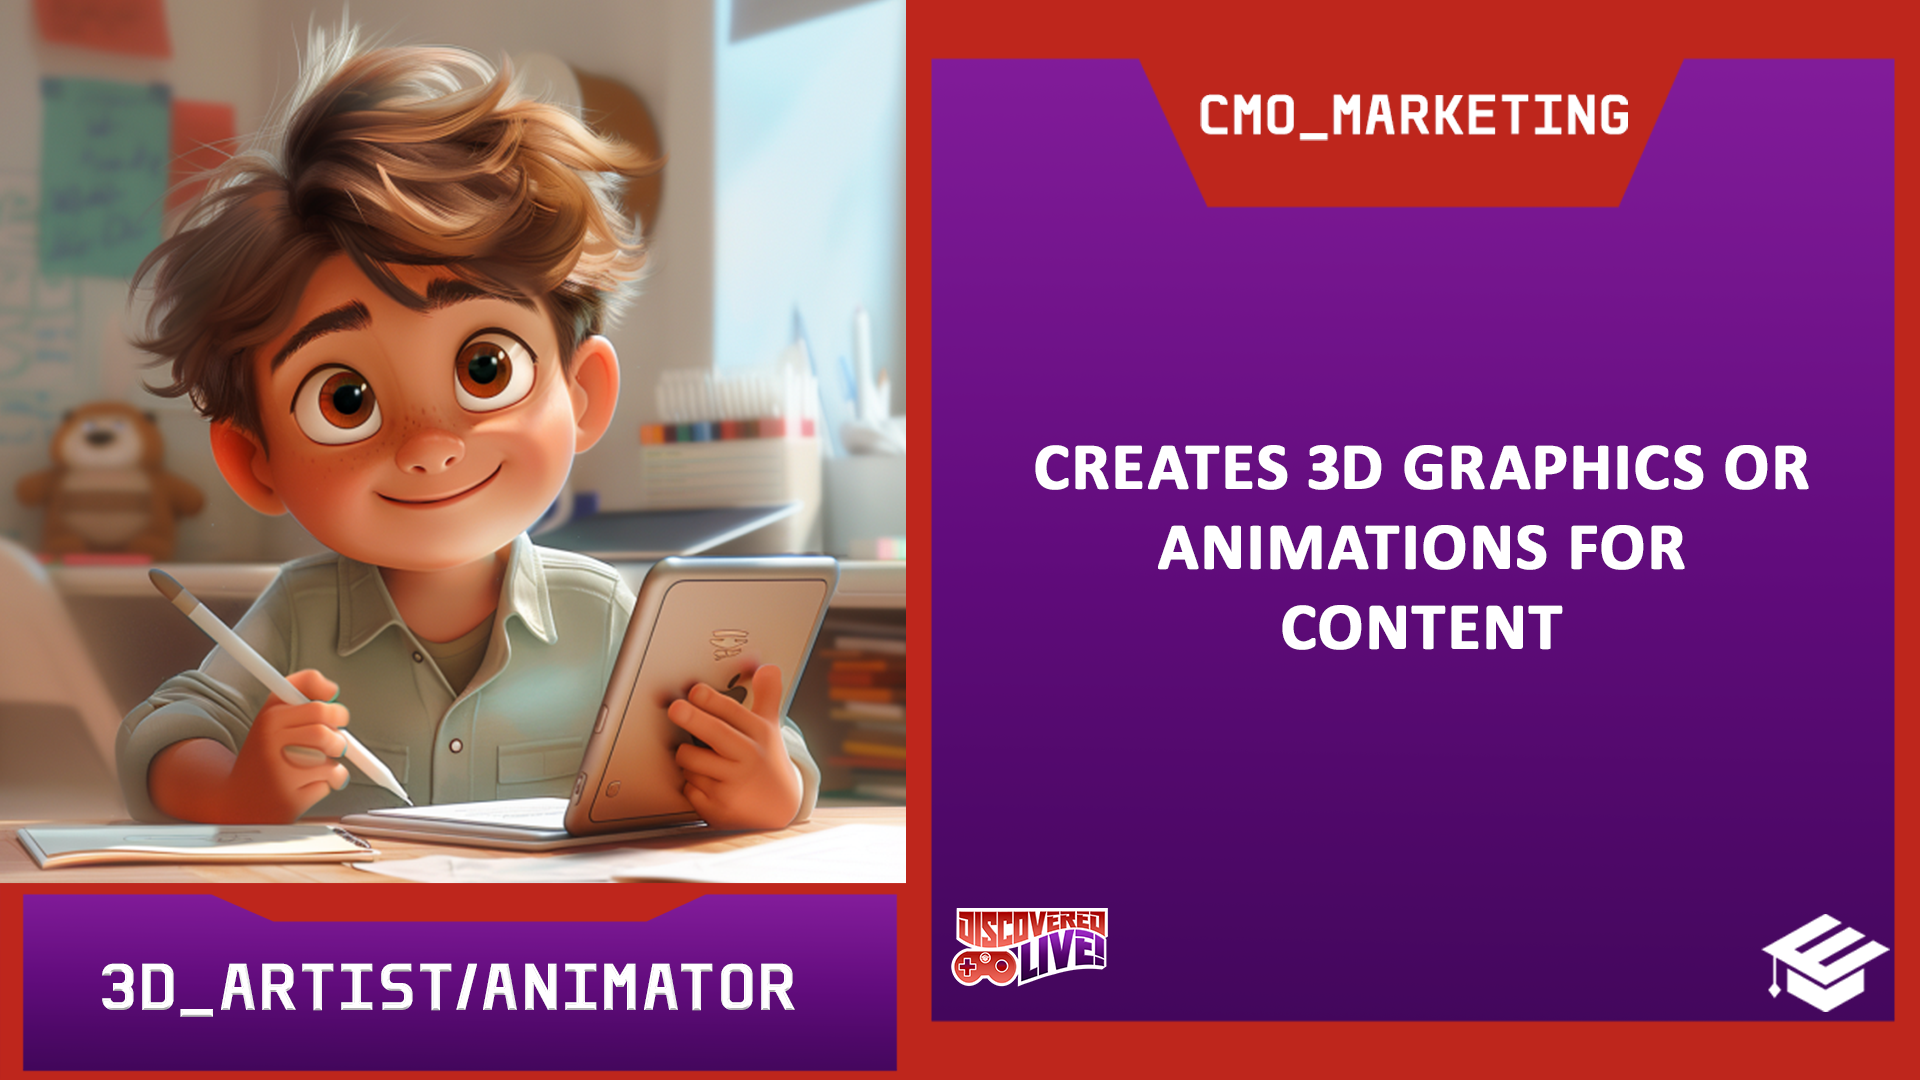 CMO_MARKETING
CREATES 3D GRAPHICS OR
ANIMATIONS FOR
CONTENT
DISCOVERED
LIVE!
3D_ARTIST/ANIMATOR